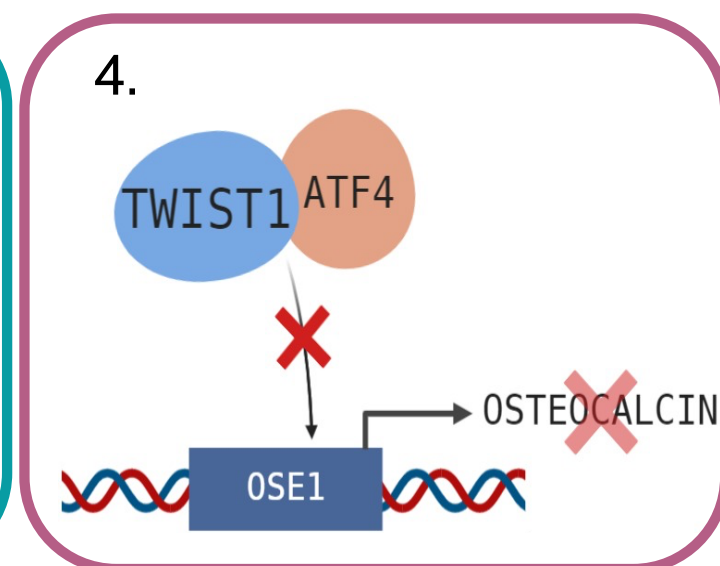 4.
TWIST1
ATF4
OSTEOCALCIN
OSE1